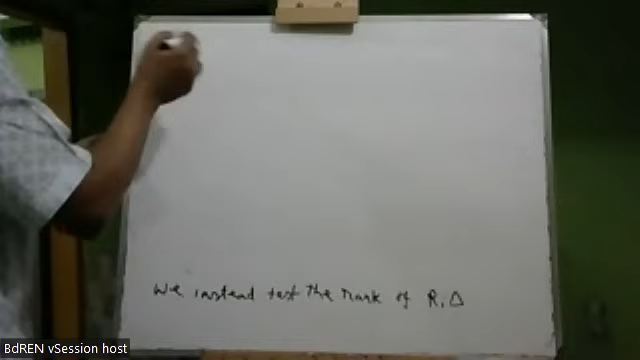 We instead test the rank of R, Δ
BdREN vSession host